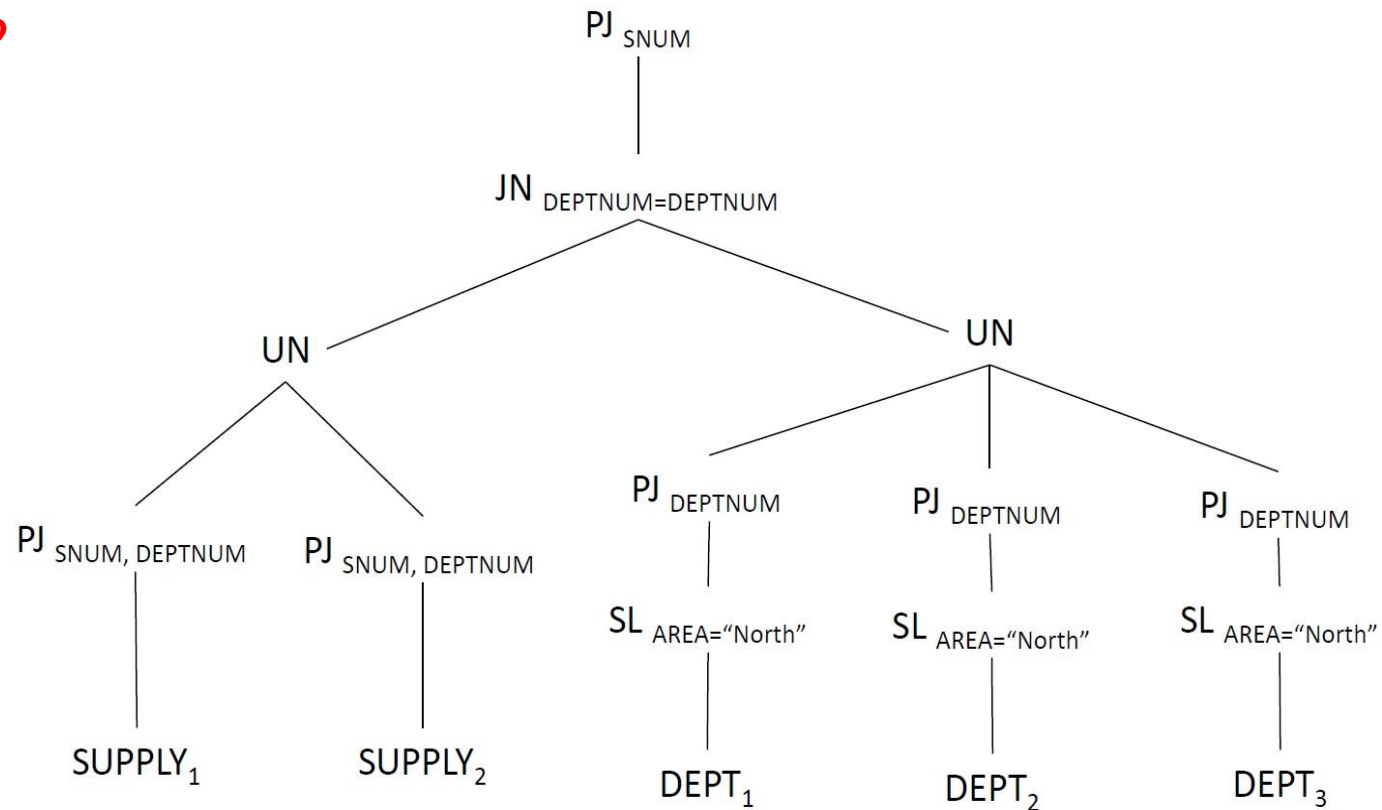 PJ SNUM
JN DEPTNUM=DEPTNUM
UN
UN
PJ SNUM, DEPTNUM
PJ SNUM, DEPTNUM
PJ DEPTNUM
PJ DEPTNUM
PJ DEPTNUM
SL AREA=“North”
SL AREA=“North”
SL AREA=“North”
SUPPLY₁
SUPPLY₂
DEPT₁
DEPT₂
DEPT₃